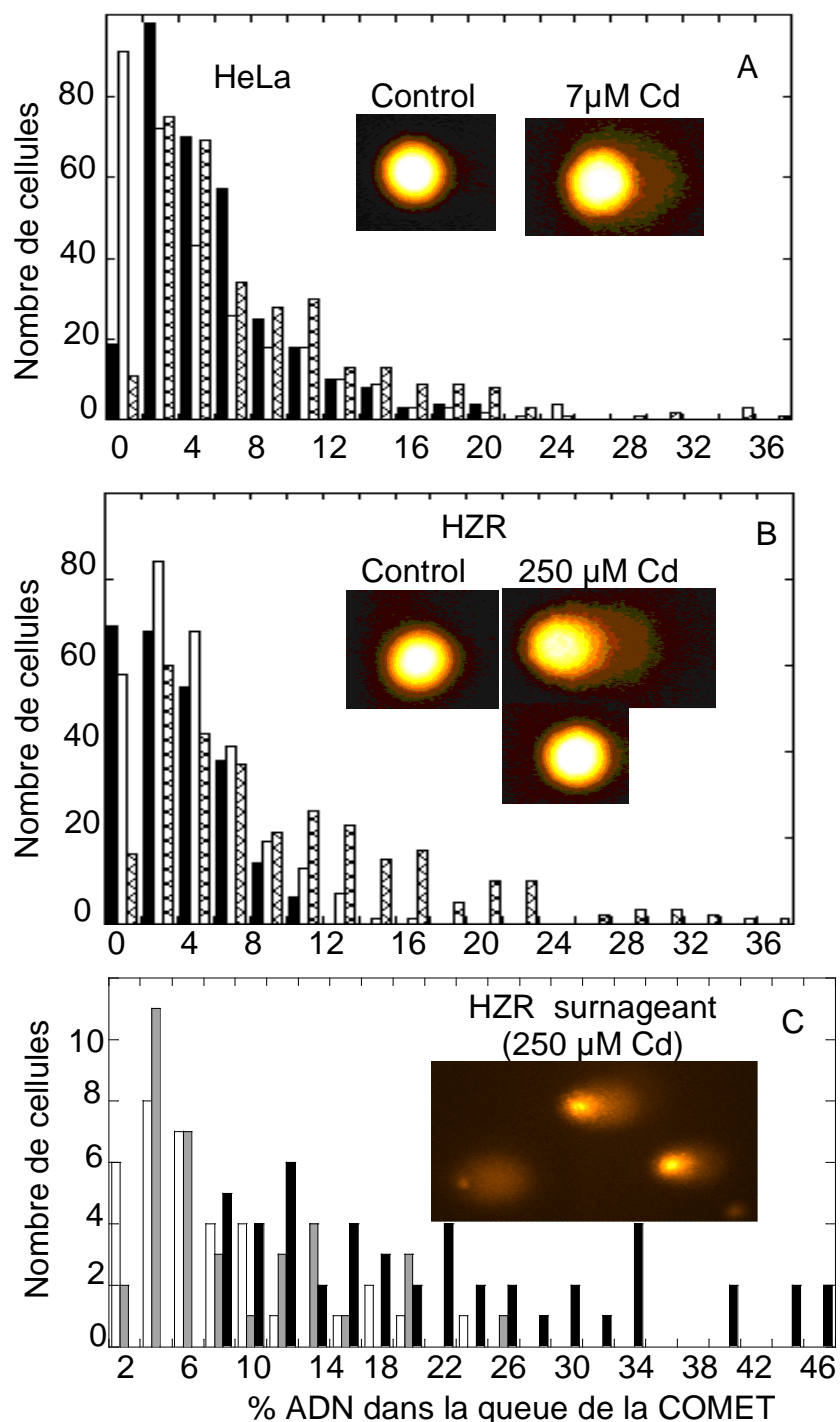 A
HeLa
Control 7µM Cd
Nombre de cellules
80
60
40
20
0
0 4 8 12 16 20 24 28 32 36
B
HZR
Control 250 µM Cd
Nombre de cellules
80
60
40
20
0
0 4 8 12 16 20 24 28 32 36
C
HZR surnageant
(250 µM Cd)
Nombre de cellules
10
8
6
4
2
0
2 6 10 14 18 22 26 30 34 38 42 46
% ADN dans la queue de la COMET